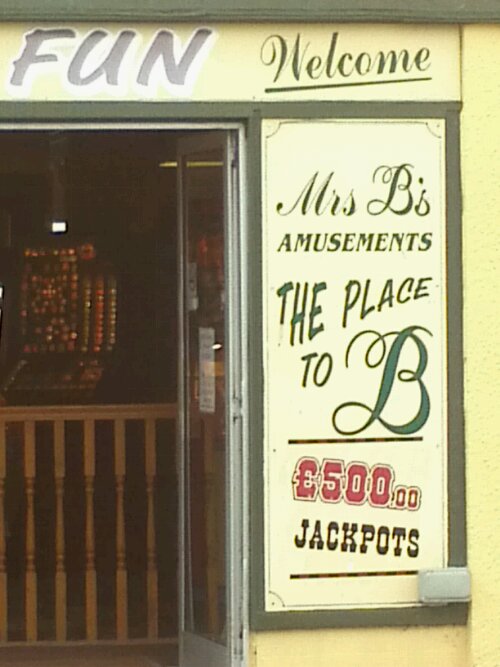 FUN
Welcome
Mrs B's
AMUSEMENTS
THE PLACE
TO B
£500.00
JACKPOTS